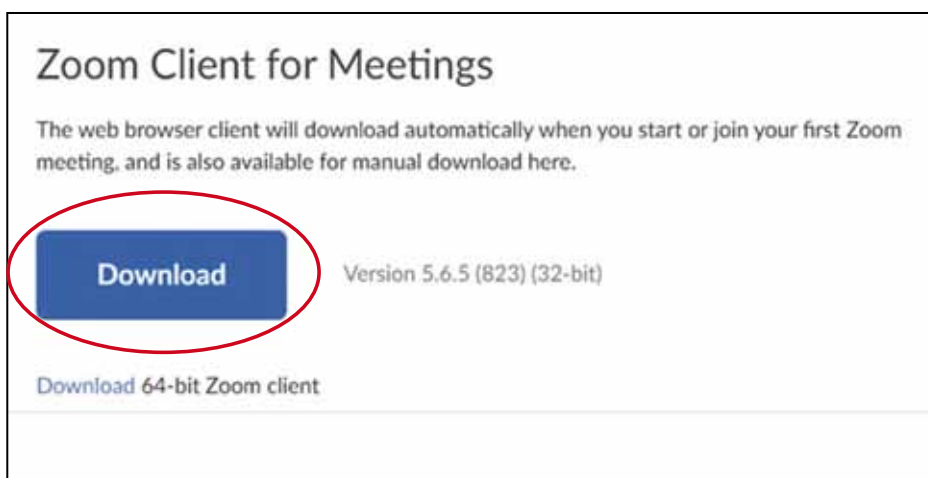 Zoom Client for Meetings
The web browser client will download automatically when you start or join your first Zoom
meeting, and is also available for manual download here.
Download
Version 5.6.5 (823) (32-bit)
Download 64-bit Zoom client